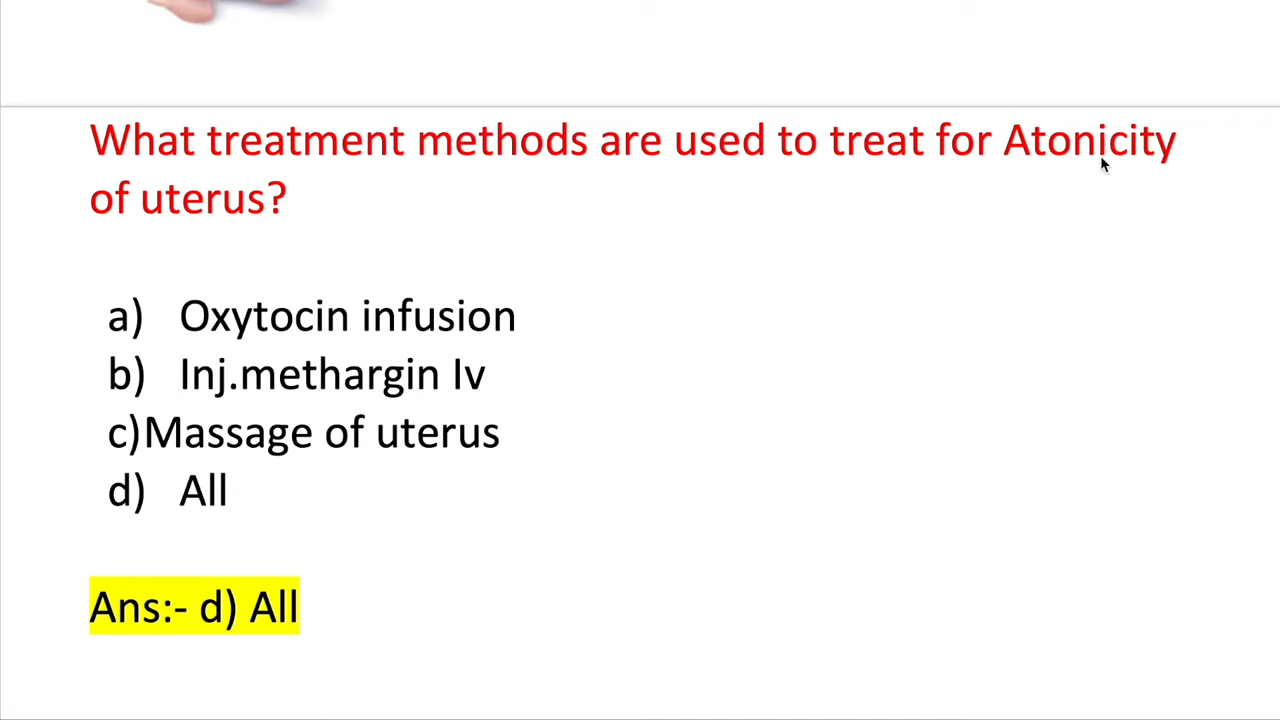 What treatment methods are used to treat for Atonicity
of uterus?
a) Oxytocin infusion
b) Inj.methargin Iv
c)Massage of uterus
d) All
Ans:- d) All